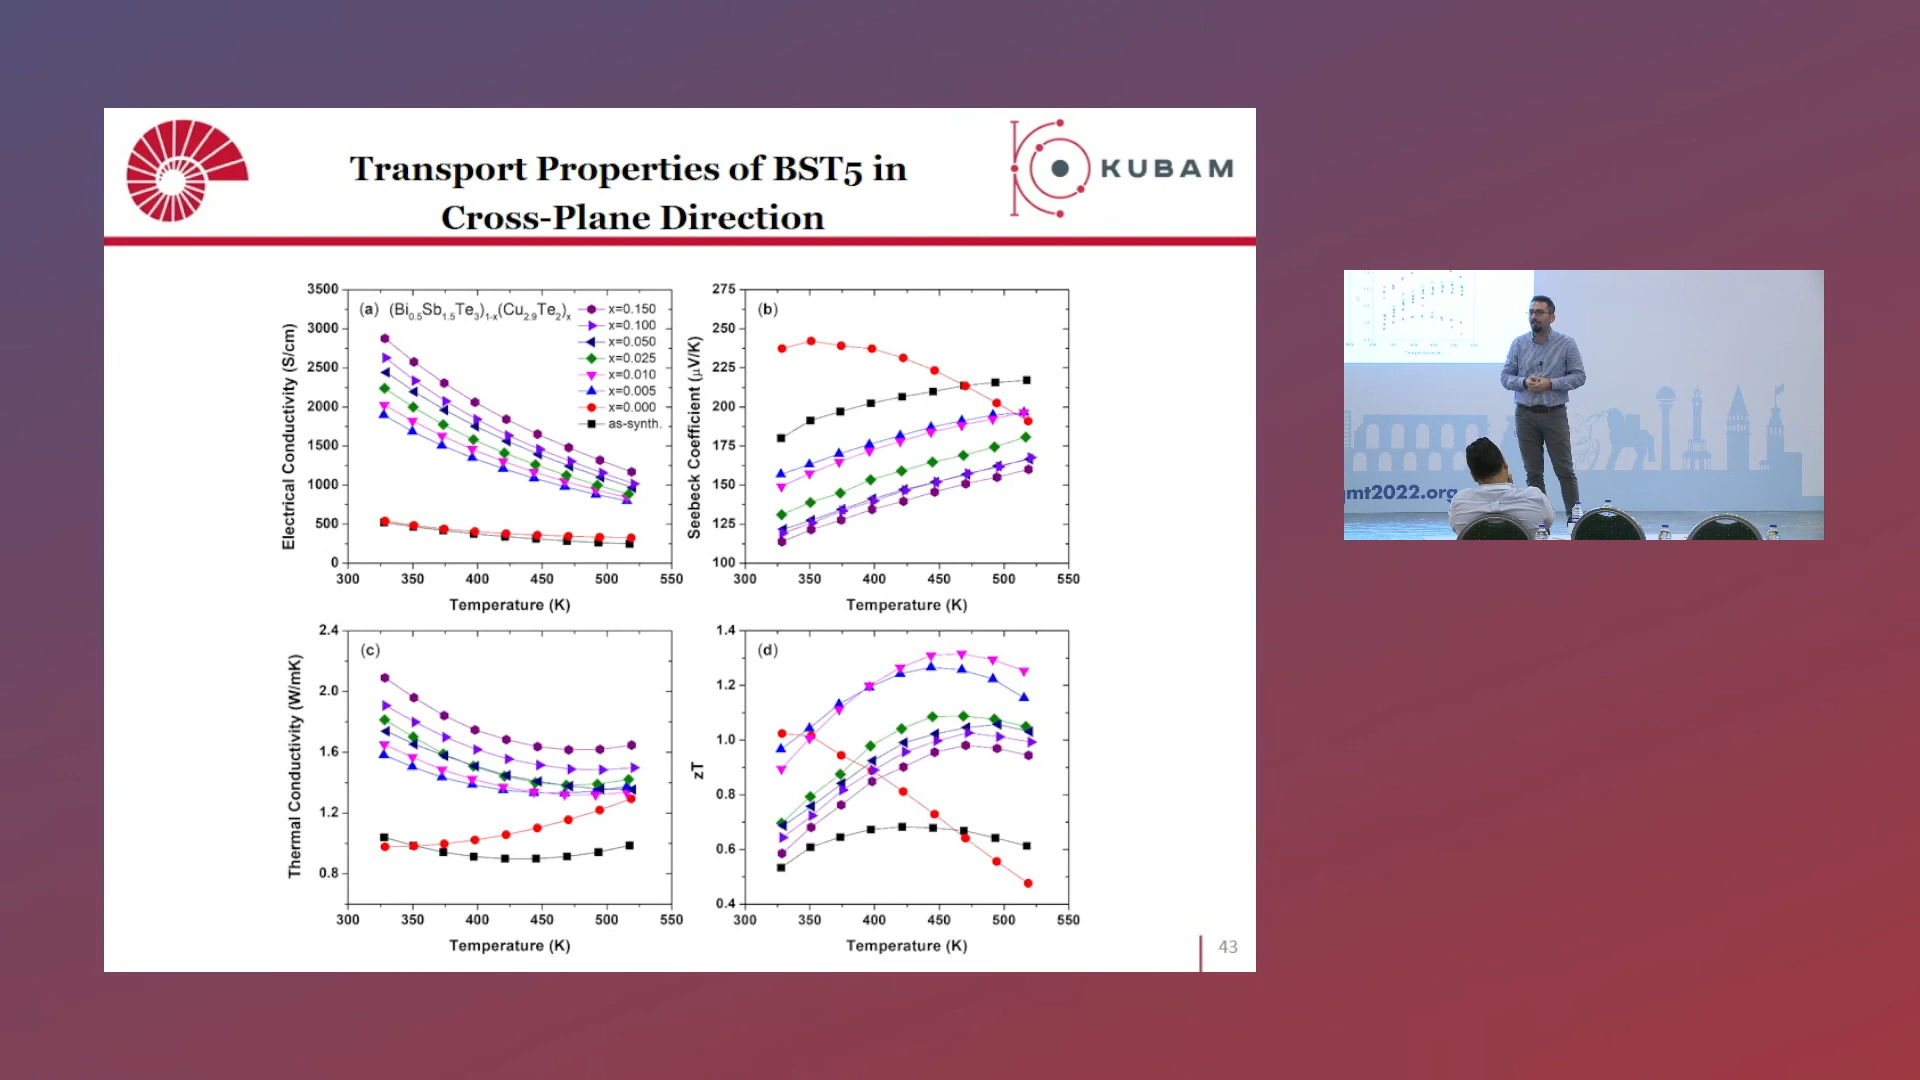 Transport Properties of BST5 in
Cross-Plane Direction
KUBAM
3500
3000
2500
2000
1500
1000
500
0
300 350 400 450 500 550
Electrical Conductivity (S/cm)
Temperature (K)
(a) (Bi0.5Sb1.5Te3)1-x(Cu2.9Te2)x
x=0.150
x=0.100
x=0.050
x=0.025
x=0.010
x=0.005
x=0.000
as-synth.
275
250
225
200
175
150
125
100
300 350 400 450 500 550
Seebeck Coefficient (μV/K)
Temperature (K)
(b)
2.4
2.0
1.6
1.2
0.8
300 350 400 450 500 550
Thermal Conductivity (W/mK)
Temperature (K)
(c)
1.4
1.2
1.0
0.8
0.6
0.4
300 350 400 450 500 550
zT
Temperature (K)
(d)
43
mt2022.org